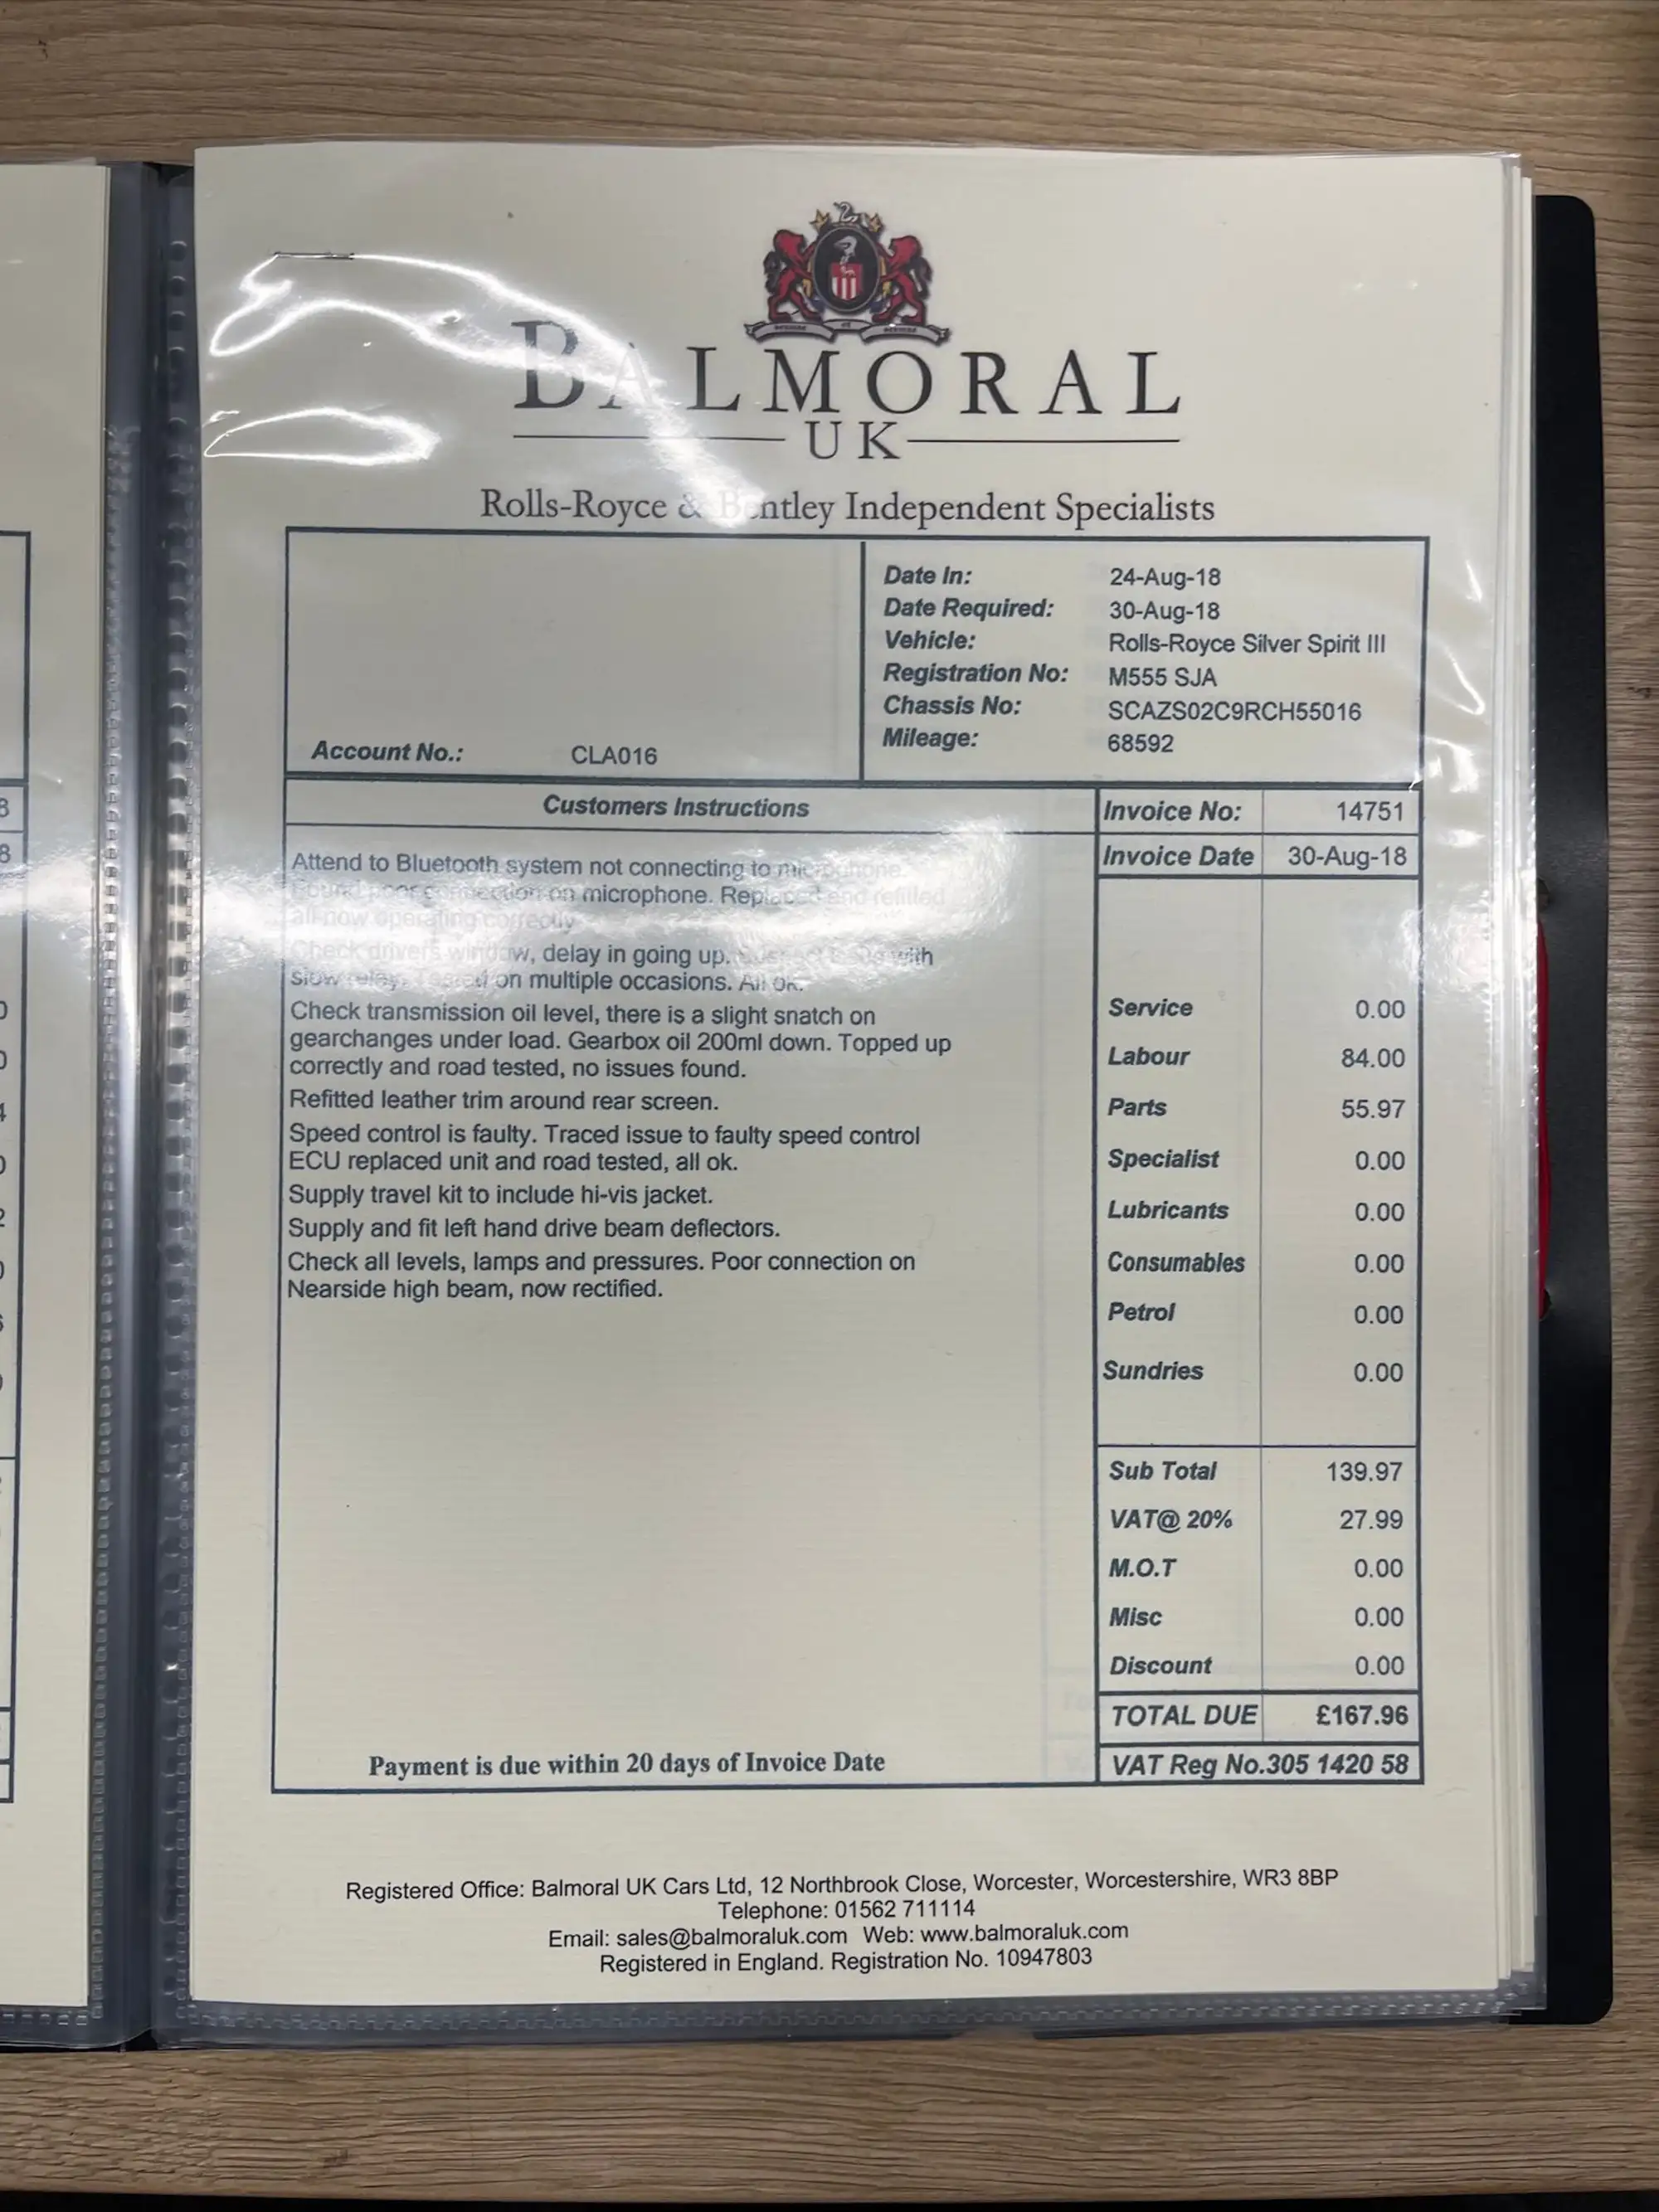 BALMORAL
UK
Rolls-Royce & Bentley Independent Specialists
Date In: 24-Aug-18
Date Required: 30-Aug-18
Vehicle: Rolls-Royce Silver Spirit III
Registration No: M555 SJA
Chassis No: SCAZS02C9RCH55016
Mileage: 68592
Account No.: CLA016
Customers Instructions
Invoice No: 14751
Invoice Date 30-Aug-18
Attend to Bluetooth system not connecting to microphone.
Found poor connection on microphone. Replaced and refitted
all now operating correctly
Check drivers window, delay in going up. with
slow relay. Tested on multiple occasions. All ok.
Check transmission oil level, there is a slight snatch on
gearchanges under load. Gearbox oil 200ml down. Topped up
correctly and road tested, no issues found.
Refitted leather trim around rear screen.
Speed control is faulty. Traced issue to faulty speed control
ECU replaced unit and road tested, all ok.
Supply travel kit to include hi-vis jacket.
Supply and fit left hand drive beam deflectors.
Check all levels, lamps and pressures. Poor connection on
Nearside high beam, now rectified.
Service 0.00
Labour 84.00
Parts 55.97
Specialist 0.00
Lubricants 0.00
Consumables 0.00
Petrol 0.00
Sundries 0.00
Sub Total 139.97
VAT@ 20% 27.99
M.O.T 0.00
Misc 0.00
Discount 0.00
TOTAL DUE £167.96
Payment is due within 20 days of Invoice Date
VAT Reg No.305 1420 58
Registered Office: Balmoral UK Cars Ltd, 12 Northbrook Close, Worcester, Worcestershire, WR3 8BP
Telephone: 01562 711114
Email: sales@balmoraluk.com Web: www.balmoraluk.com
Registered in England. Registration No. 10947803